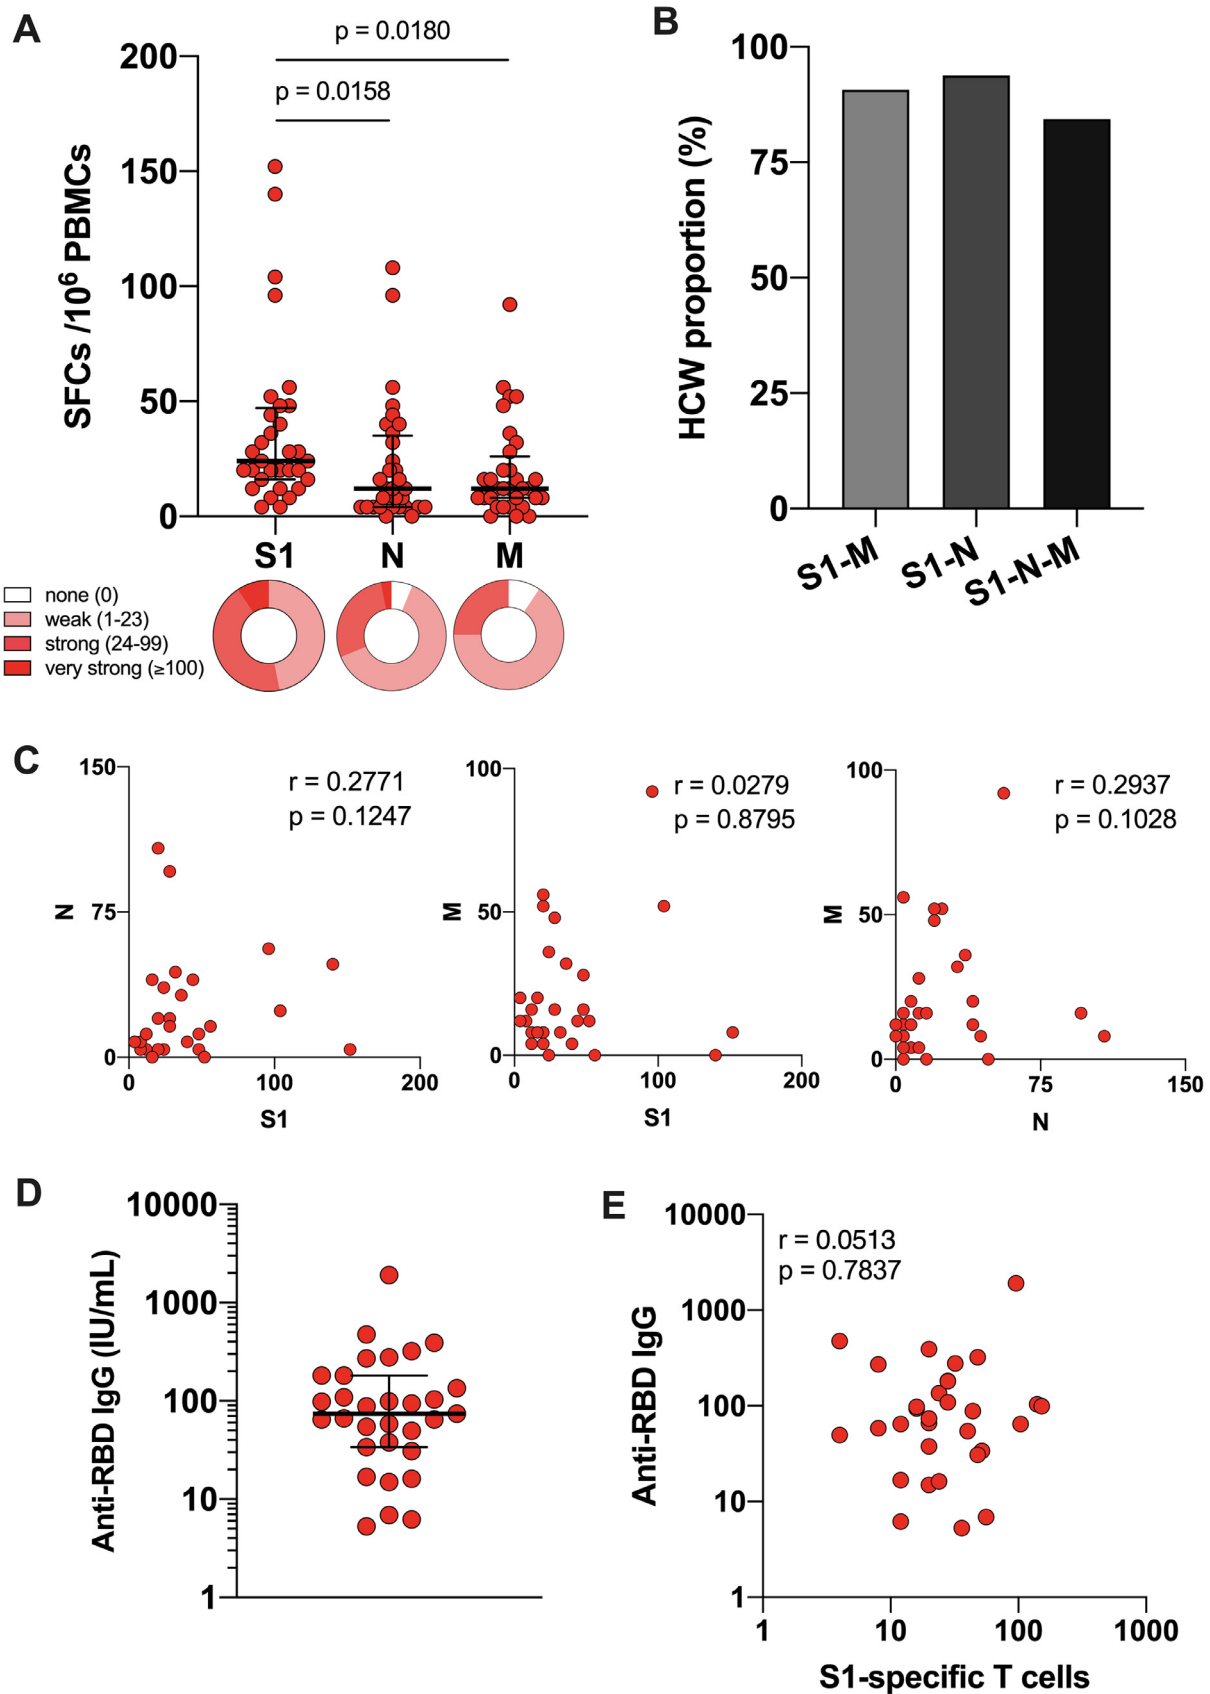 A
p = 0.0180
p = 0.0158
200
150
100
50
0
SFCs /10⁶ PBMCs
S1 N M
none (0)
weak (1-23)
strong (24-99)
very strong (≥100)
B
100
75
50
25
0
HCW proportion (%)
S1-M S1-N S1-N-M
C
150
75
0
N
r = 0.2771
p = 0.1247
0 100 200
S1
100
50
0
M
r = 0.0279
p = 0.8795
0 100 200
S1
100
50
0
M
r = 0.2937
p = 0.1028
0 75 150
N
D
10000
1000
100
10
1
Anti-RBD IgG (IU/mL)
E
10000
1000
100
10
1
Anti-RBD IgG
r = 0.0513
p = 0.7837
1 10 100 1000
S1-specific T cells